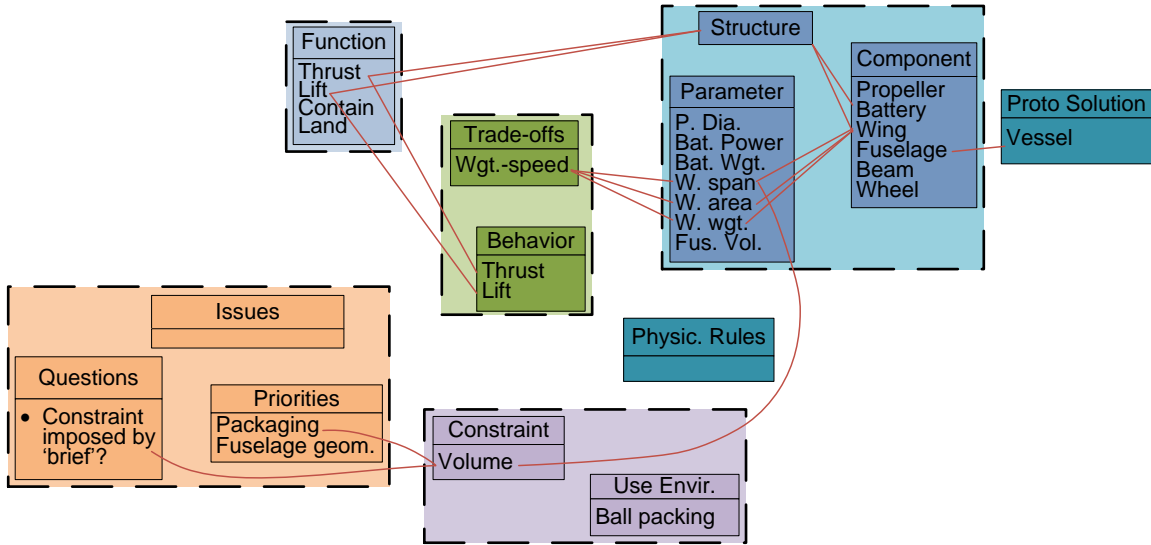 Function
Thrust
Lift
Contain
Land
Trade-offs
Wgt.-speed
Behavior
Thrust
Lift
Structure
Parameter
P. Dia.
Bat. Power
Bat. Wgt.
W. span
W. area
W. wgt.
Fus. Vol.
Component
Propeller
Battery
Wing
Fuselage
Beam
Wheel
Proto Solution
Vessel
Physic. Rules
Issues
Questions
• Constraint
imposed by
‘brief’?
Priorities
Packaging
Fuselage geom.
Constraint
Volume
Use Envir.
Ball packing